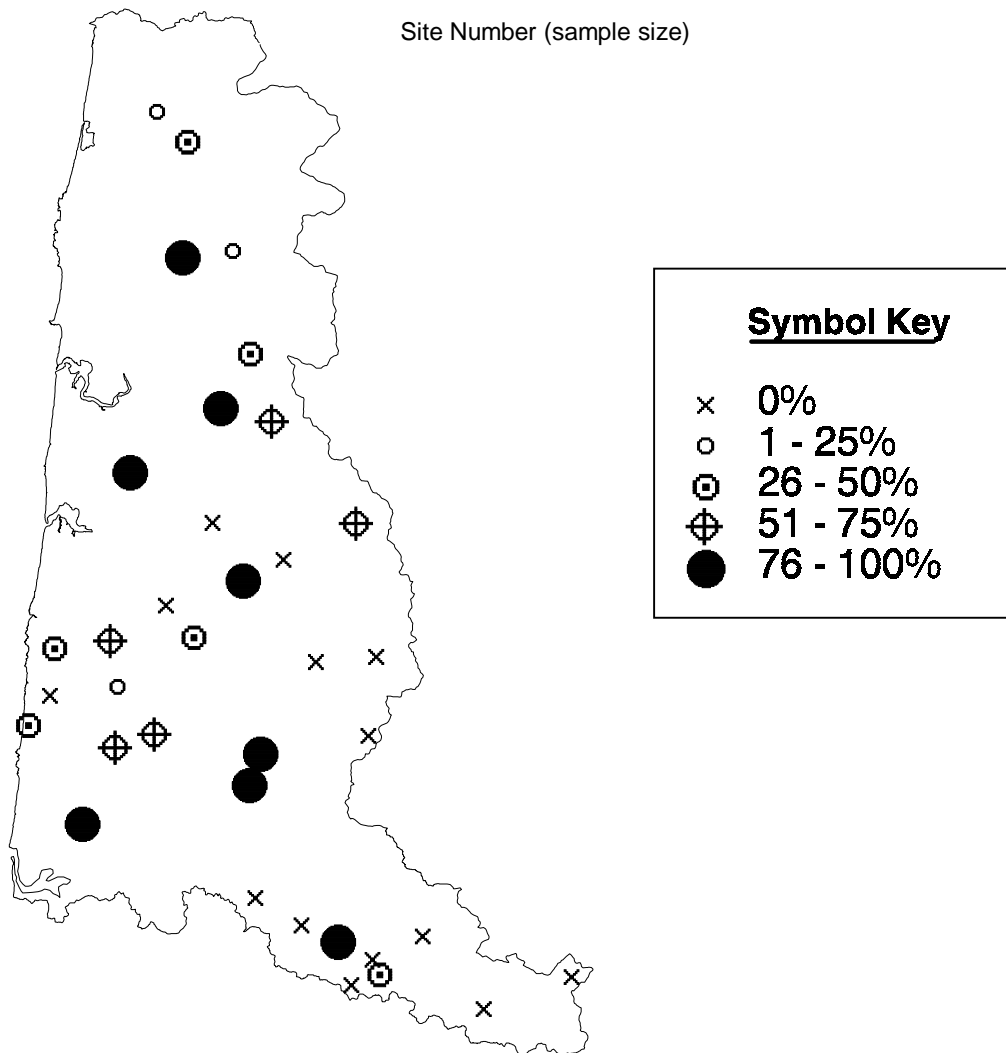 Site Number (sample size)
Symbol Key
0%
1 - 25%
26 - 50%
51 - 75%
76 - 100%